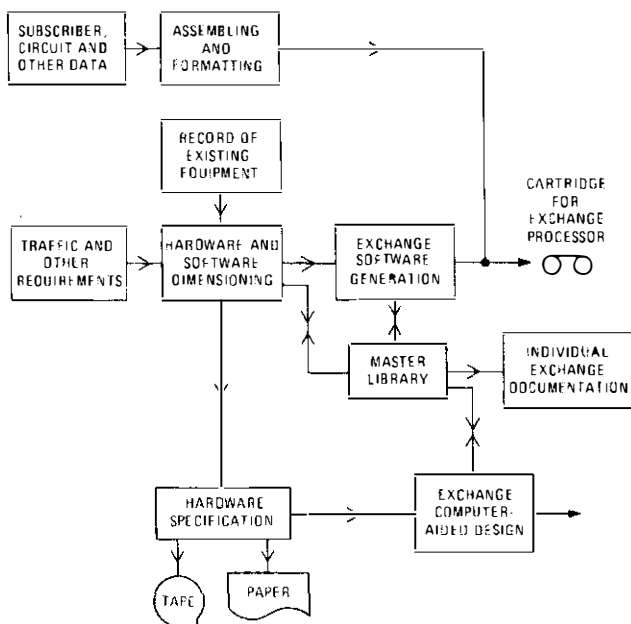 SUBSCRIBER,
CIRCUIT AND
OTHER DATA
ASSEMBLING
AND
FORMATTING
RECORD OF
EXISTING
EQUIPMENT
CARTRIDGE
FOR
EXCHANGE
PROCESSOR
TRAFFIC AND
OTHER
REQUIREMENTS
HARDWARE AND
SOFTWARE
DIMENSIONING
EXCHANGE
SOFTWARE
GENERATION
MASTER
LIBRARY
INDIVIDUAL
EXCHANGE
DOCUMENTATION
HARDWARE
SPECIFICATION
EXCHANGE
COMPUTER-
AIDED DESIGN
TAPE
PAPER